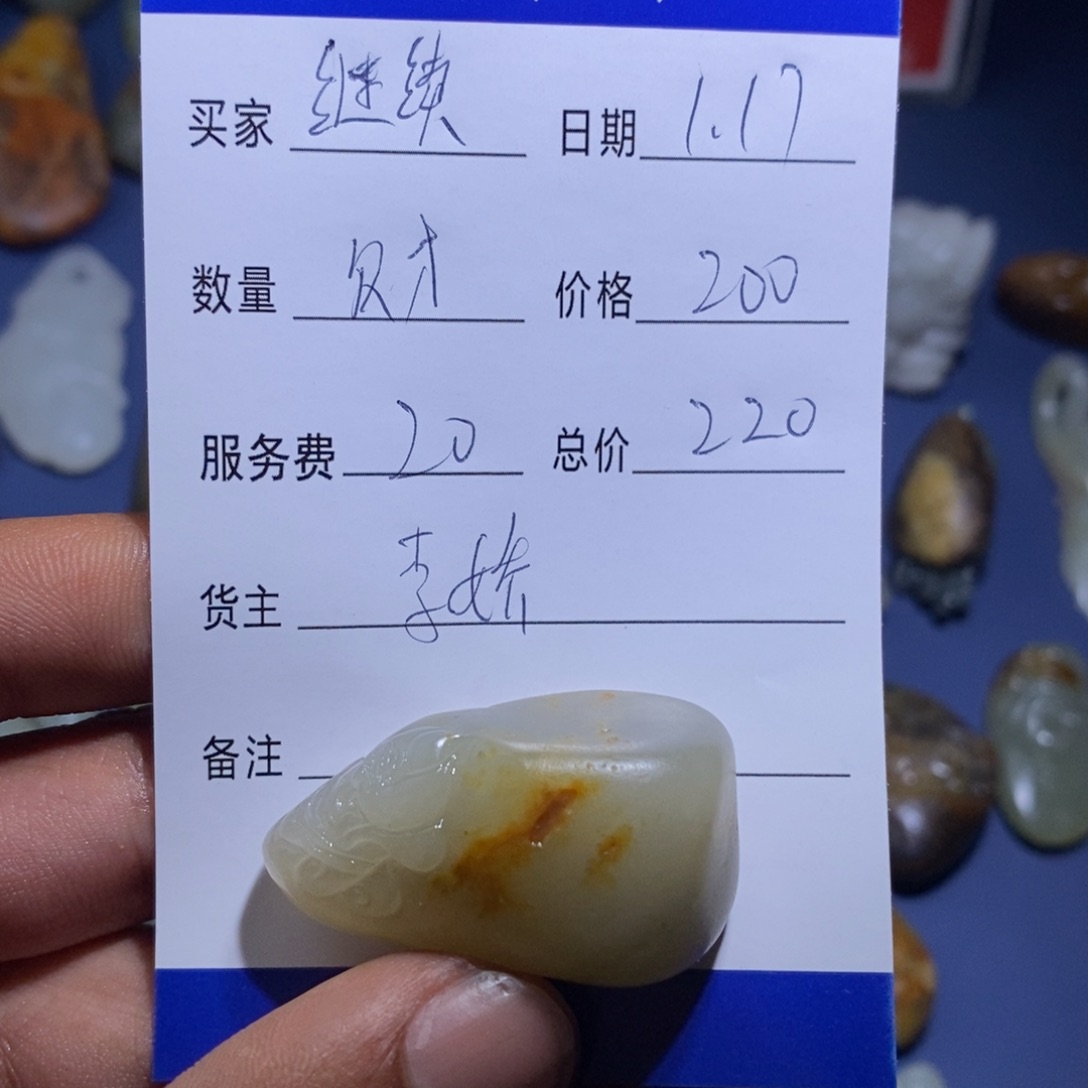 买家 继续 日期 1.17
数量 财 价格 200
服务费 20 总价 220
货主 李娇
备注